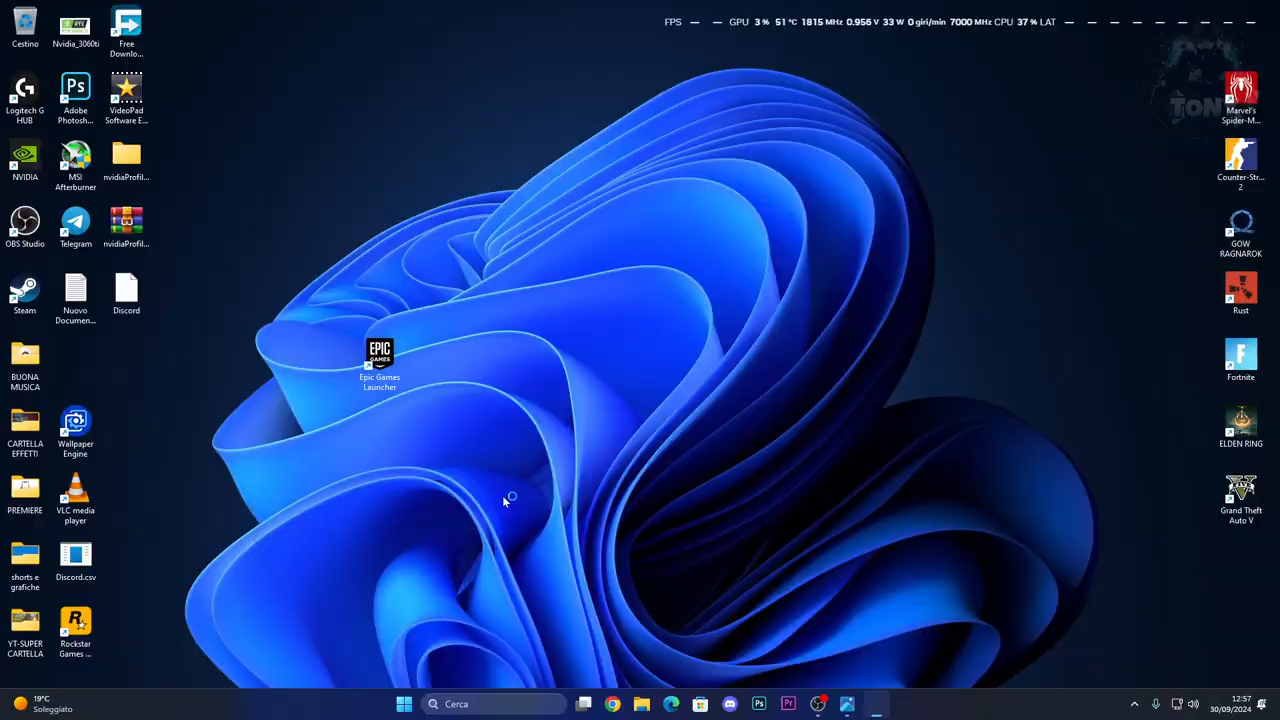 FPS — — GPU 3 % 51 °C 1815 MHz 0.956 V 33 W 0 giri/min 7000 MHz CPU 37 % LAT — — — — — — — —
Cestino
Nvidia_3060ti
Free
Downlo...
Logitech G
HUB
Adobe
Photosh...
VideoPad
Software E...
NVIDIA
MSI
Afterburner
nvidiaProfil...
OBS Studio
Telegram
nvidiaProfil...
Steam
Nuovo
Documen...
Discord
BUONA
MUSICA
CARTELLA
EFFETTI
Wallpaper
Engine
PREMIERE
VLC media
player
shorts e
grafiche
Discord.csv
YT-SUPER
CARTELLA
Rockstar
Games ...
EPIC
GAMES
Epic Games
Launcher
TON
Marvel's
Spider-M...
Counter-Str...
2
GOW
RAGNAROK
Rust
Fortnite
ELDEN RING
Grand Theft
Auto V
19°C
Soleggiato
Cerca
12:57
30/09/2024